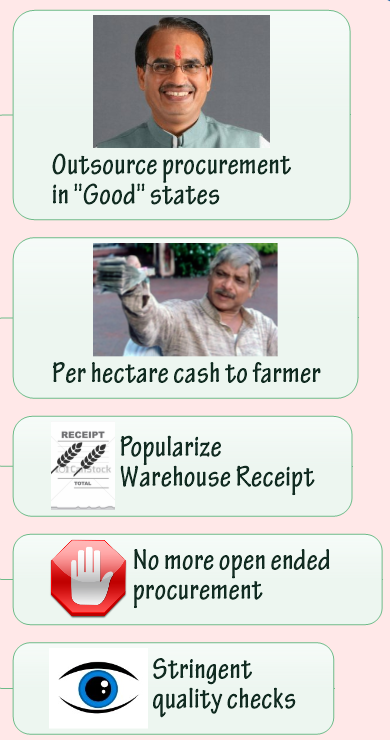 Outsource procurement
in "Good" states
Per hectare cash to farmer
RECEIPT
CanStock
TOTAL
Popularize
Warehouse Receipt
No more open ended
procurement
Stringent
quality checks